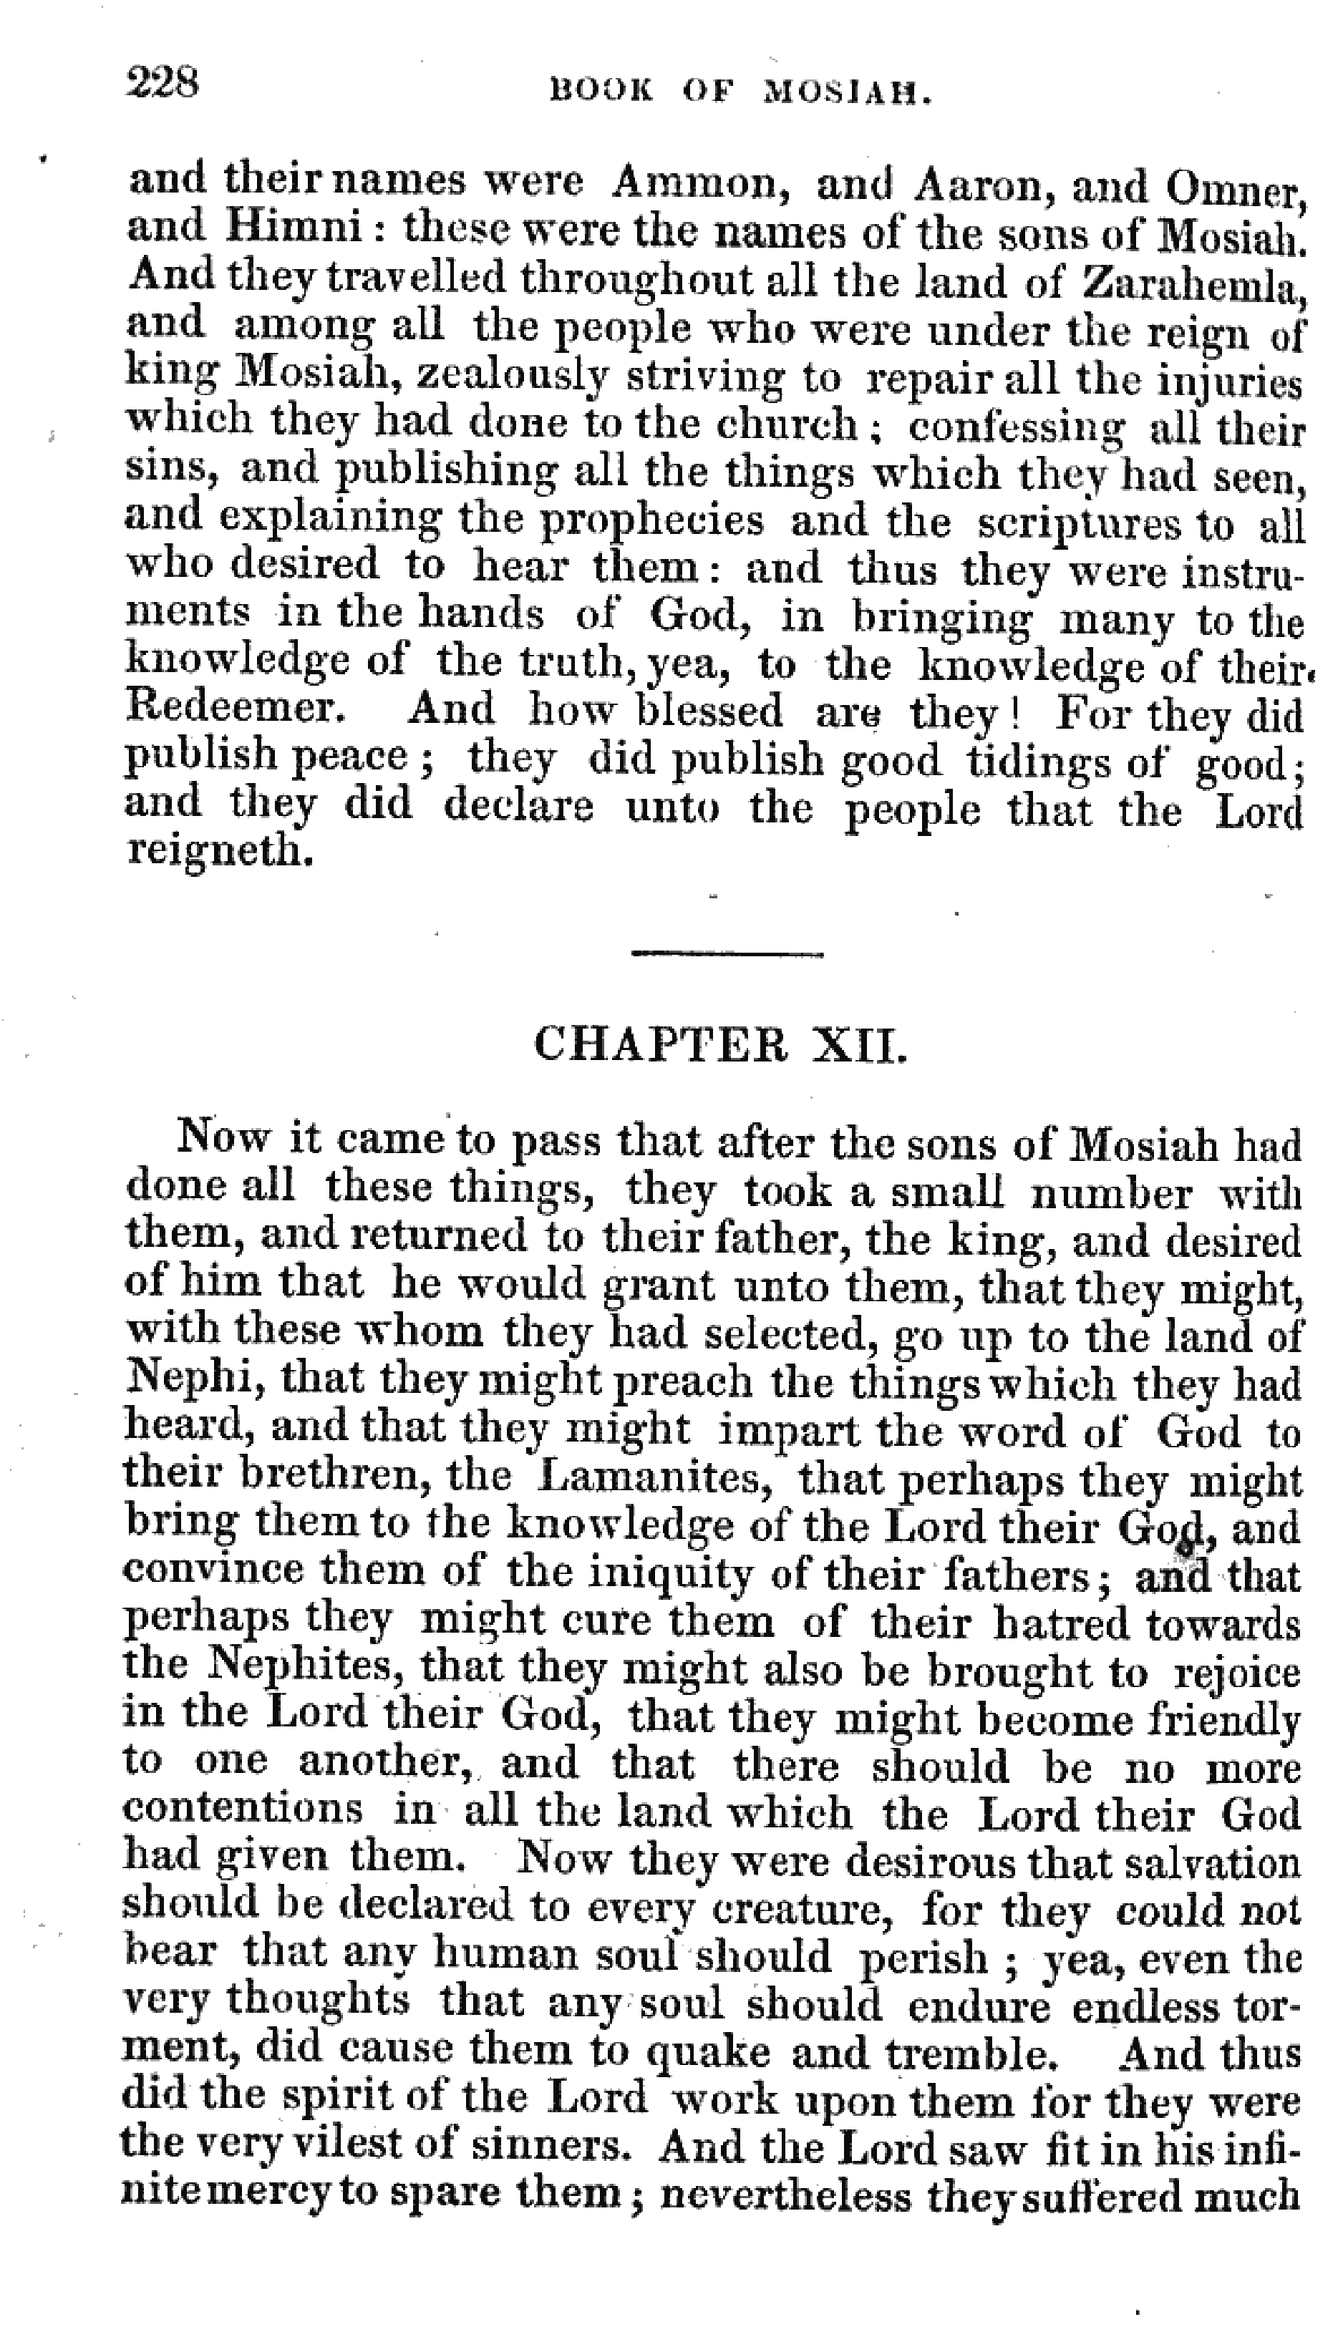 228 BOOK OF MOSIAH.
and their names were Ammon, and Aaron, and Omner,
and Himni: these were the names of the sons of Mosiah.
And they travelled throughout all the land of Zarahemla,
and among all the people who were under the reign of
king Mosiah, zealously striving to repair all the injuries
which they had done to the church; confessing all their
sins, and publishing all the things which they had seen,
and explaining the prophecies and the scriptures to all
who desired to hear them: and thus they were instru-
ments in the hands of God, in bringing many to the
knowledge of the truth, yea, to the knowledge of their
Redeemer. And how blessed are they! For they did
publish peace; they did publish good tidings of good;
and they did declare unto the people that the Lord
reigneth.
CHAPTER XII.
Now it came to pass that after the sons of Mosiah had
done all these things, they took a small number with
them, and returned to their father, the king, and desired
of him that he would grant unto them, that they might,
with these whom they had selected, go up to the land of
Nephi, that they might preach the things which they had
heard, and that they might impart the word of God to
their brethren, the Lamanites, that perhaps they might
bring them to the knowledge of the Lord their God, and
convince them of the iniquity of their fathers; and that
perhaps they might cure them of their hatred towards
the Nephites, that they might also be brought to rejoice
in the Lord their God, that they might become friendly
to one another, and that there should be no more
contentions in all the land which the Lord their God
had given them. Now they were desirous that salvation
should be declared to every creature, for they could not
bear that any human soul should perish; yea, even the
very thoughts that any soul should endure endless tor-
ment, did cause them to quake and tremble. And thus
did the spirit of the Lord work upon them for they were
the very vilest of sinners. And the Lord saw fit in his infi-
nite mercy to spare them; nevertheless they suffered much